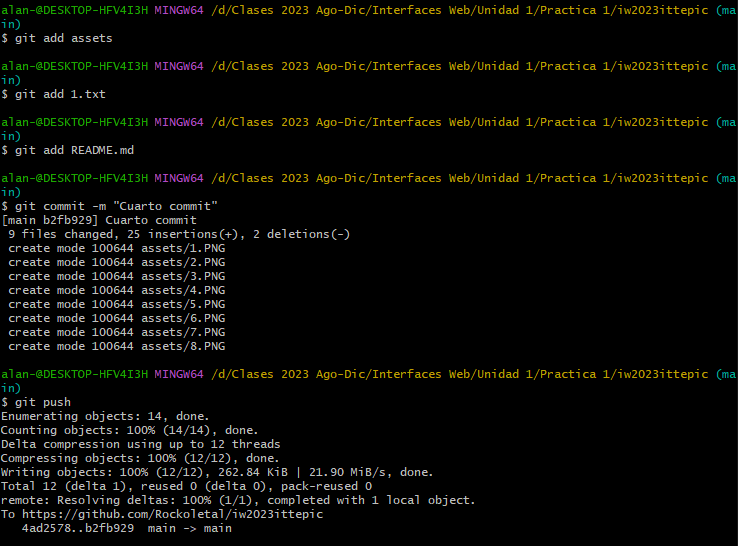 alan-@DESKTOP-HFV4I3H MINGW64 /d/Clases 2023 Ago-Dic/Interfaces Web/Unidad 1/Practica 1/iw2023ittepic (ma
in)
$ git add assets
alan-@DESKTOP-HFV4I3H MINGW64 /d/Clases 2023 Ago-Dic/Interfaces Web/Unidad 1/Practica 1/iw2023ittepic (ma
in)
$ git add 1.txt
alan-@DESKTOP-HFV4I3H MINGW64 /d/Clases 2023 Ago-Dic/Interfaces Web/Unidad 1/Practica 1/iw2023ittepic (ma
in)
$ git add README.md
alan-@DESKTOP-HFV4I3H MINGW64 /d/Clases 2023 Ago-Dic/Interfaces Web/Unidad 1/Practica 1/iw2023ittepic (ma
in)
$ git commit -m "Cuarto commit"
[main b2fb929] Cuarto commit
 9 files changed, 25 insertions(+), 2 deletions(-)
 create mode 100644 assets/1.PNG
 create mode 100644 assets/2.PNG
 create mode 100644 assets/3.PNG
 create mode 100644 assets/4.PNG
 create mode 100644 assets/5.PNG
 create mode 100644 assets/6.PNG
 create mode 100644 assets/7.PNG
 create mode 100644 assets/8.PNG
alan-@DESKTOP-HFV4I3H MINGW64 /d/Clases 2023 Ago-Dic/Interfaces Web/Unidad 1/Practica 1/iw2023ittepic (ma
in)
$ git push
Enumerating objects: 14, done.
Counting objects: 100% (14/14), done.
Delta compression using up to 12 threads
Compressing objects: 100% (12/12), done.
Writing objects: 100% (12/12), 262.84 KiB | 21.90 MiB/s, done.
Total 12 (delta 1), reused 0 (delta 0), pack-reused 0
remote: Resolving deltas: 100% (1/1), completed with 1 local object.
To https://github.com/Rockoletal/iw2023ittepic
   4ad2578..b2fb929  main -> main